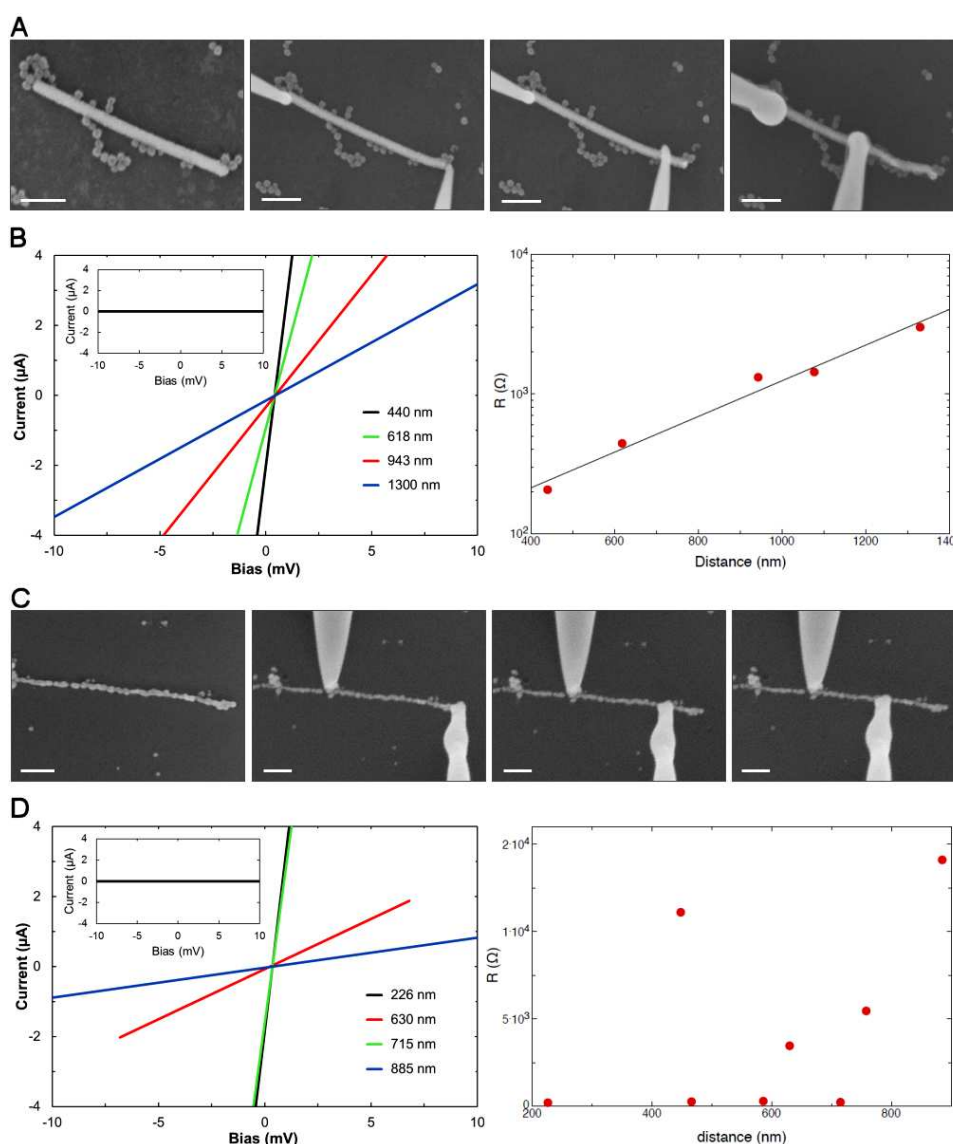 A
B
4
2
0
-2
-4
Current (µA)
-10
-5
0
5
10
Bias (mV)
4
2
0
-2
-4
Current (µA)
-10
-5
0
5
10
Bias (mV)
440 nm
618 nm
943 nm
1300 nm
10⁴
10³
10²
R (Ω)
400
600
800
1000
1200
140
Distance (nm)
C
D
4
2
0
-2
-4
Current (µA)
-10
-5
0
5
10
Bias (mV)
4
2
0
-2
-4
Current (µA)
-10
-5
0
5
10
Bias (mV)
226 nm
630 nm
715 nm
885 nm
2·10⁴
1·10⁴
5·10³
0
R (Ω)
200
400
600
800
distance (nm)